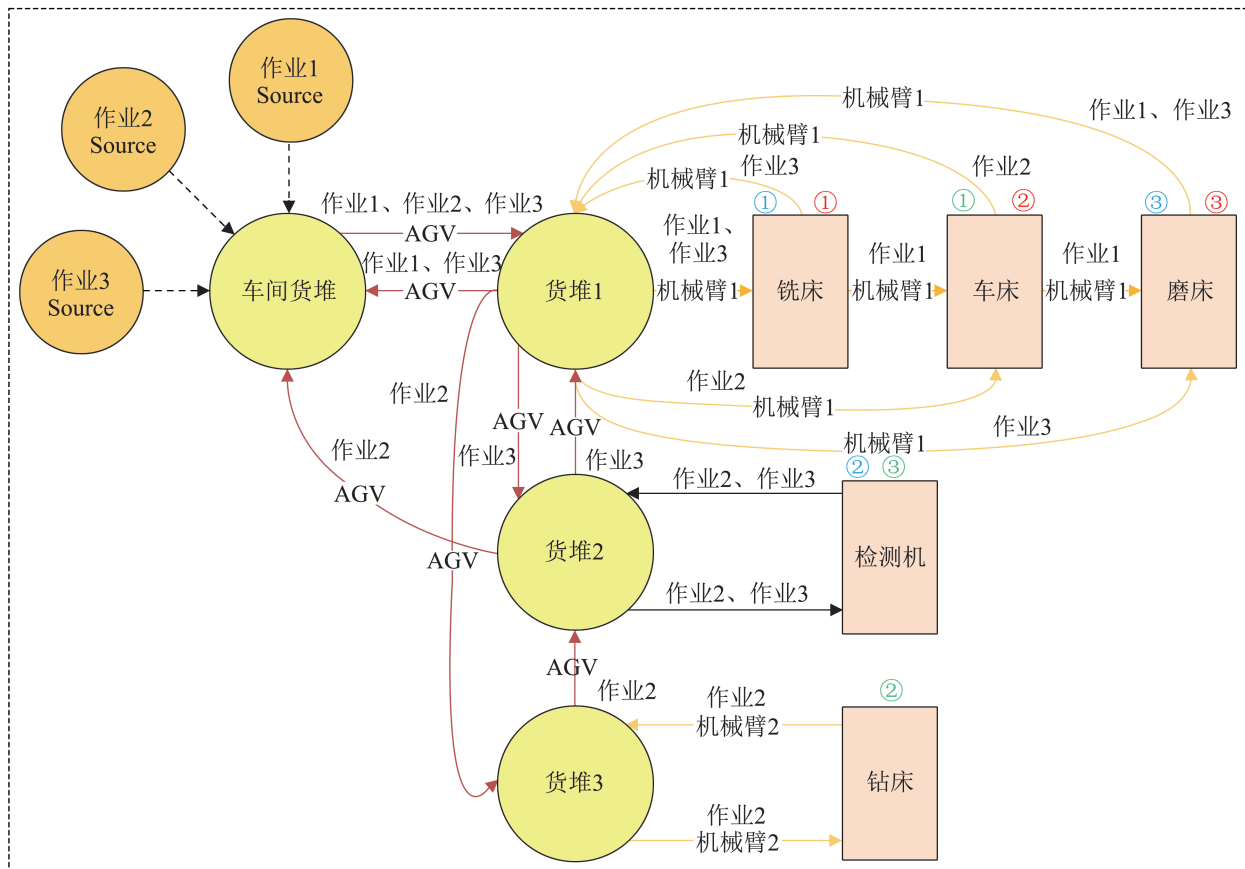 作业1
Source
作业2
Source
作业3
Source
车间货堆
作业1、作业2、作业3
AGV
作业1、作业3
AGV
货堆1
机械臂1
作业1、作业3
机械臂1
作业2
机械臂1
作业3
①
①
①
②
③
③
作业1、
作业3
机械臂1
铣床
作业1
机械臂1
车床
作业1
机械臂1
磨床
作业2
机械臂1
机械臂1
作业3
作业2
AGV
作业3
AGV
作业3
作业2
AGV
AGV
货堆2
作业2、作业3
作业2、作业3
②
③
检测机
AGV
作业2
货堆3
作业2
机械臂2
作业2
机械臂2
②
钻床